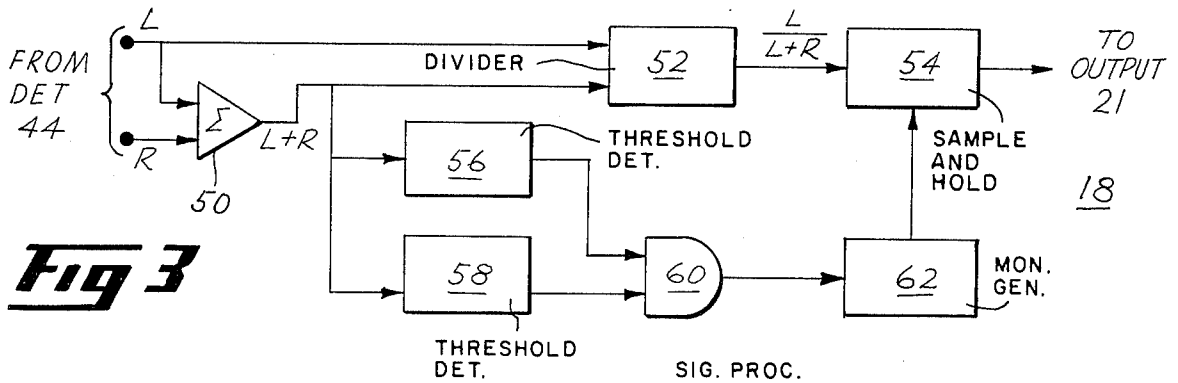 FROM
DET
44
L
R
Σ
50
L+R
DIVIDER
52
L
L+R
54
SAMPLE
AND
HOLD
TO
OUTPUT
21
18
56
THRESHOLD
DET.
58
THRESHOLD
DET.
60
62
MON.
GEN.
SIG. PROC.
Fig 3